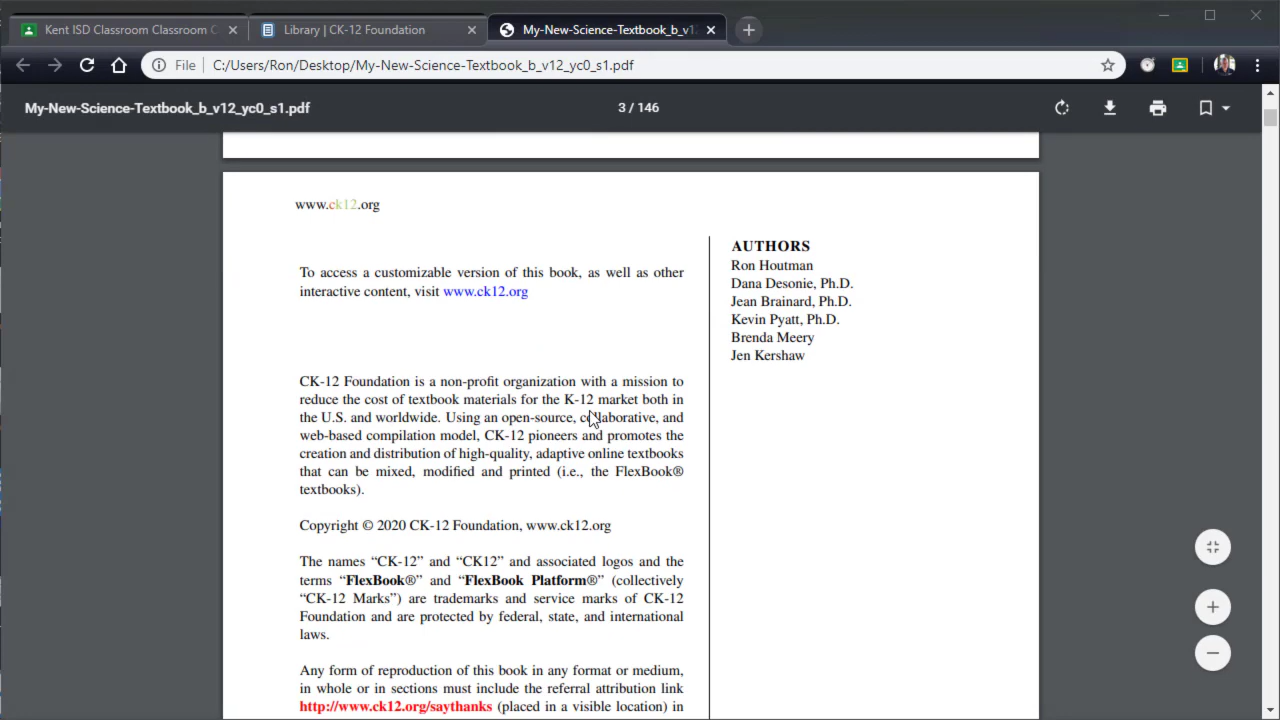 Kent ISD Classroom Classroom C
Library | CK-12 Foundation
My-New-Science-Textbook_b_v12
File
C:/Users/Ron/Desktop/My-New-Science-Textbook_b_v12_yc0_s1.pdf
My-New-Science-Textbook_b_v12_yc0_s1.pdf
3 / 146
www.ck12.org
To access a customizable version of this book, as well as other
interactive content, visit www.ck12.org
CK-12 Foundation is a non-profit organization with a mission to
reduce the cost of textbook materials for the K-12 market both in
the U.S. and worldwide. Using an open-source, collaborative, and
web-based compilation model, CK-12 pioneers and promotes the
creation and distribution of high-quality, adaptive online textbooks
that can be mixed, modified and printed (i.e., the FlexBook®
textbooks).
Copyright © 2020 CK-12 Foundation, www.ck12.org
The names “CK-12” and “CK12” and associated logos and the
terms “FlexBook®” and “FlexBook Platform®” (collectively
“CK-12 Marks”) are trademarks and service marks of CK-12
Foundation and are protected by federal, state, and international
laws.
Any form of reproduction of this book in any format or medium,
in whole or in sections must include the referral attribution link
http://www.ck12.org/saythanks (placed in a visible location) in
AUTHORS
Ron Houtman
Dana Desonie, Ph.D.
Jean Brainard, Ph.D.
Kevin Pyatt, Ph.D.
Brenda Meery
Jen Kershaw